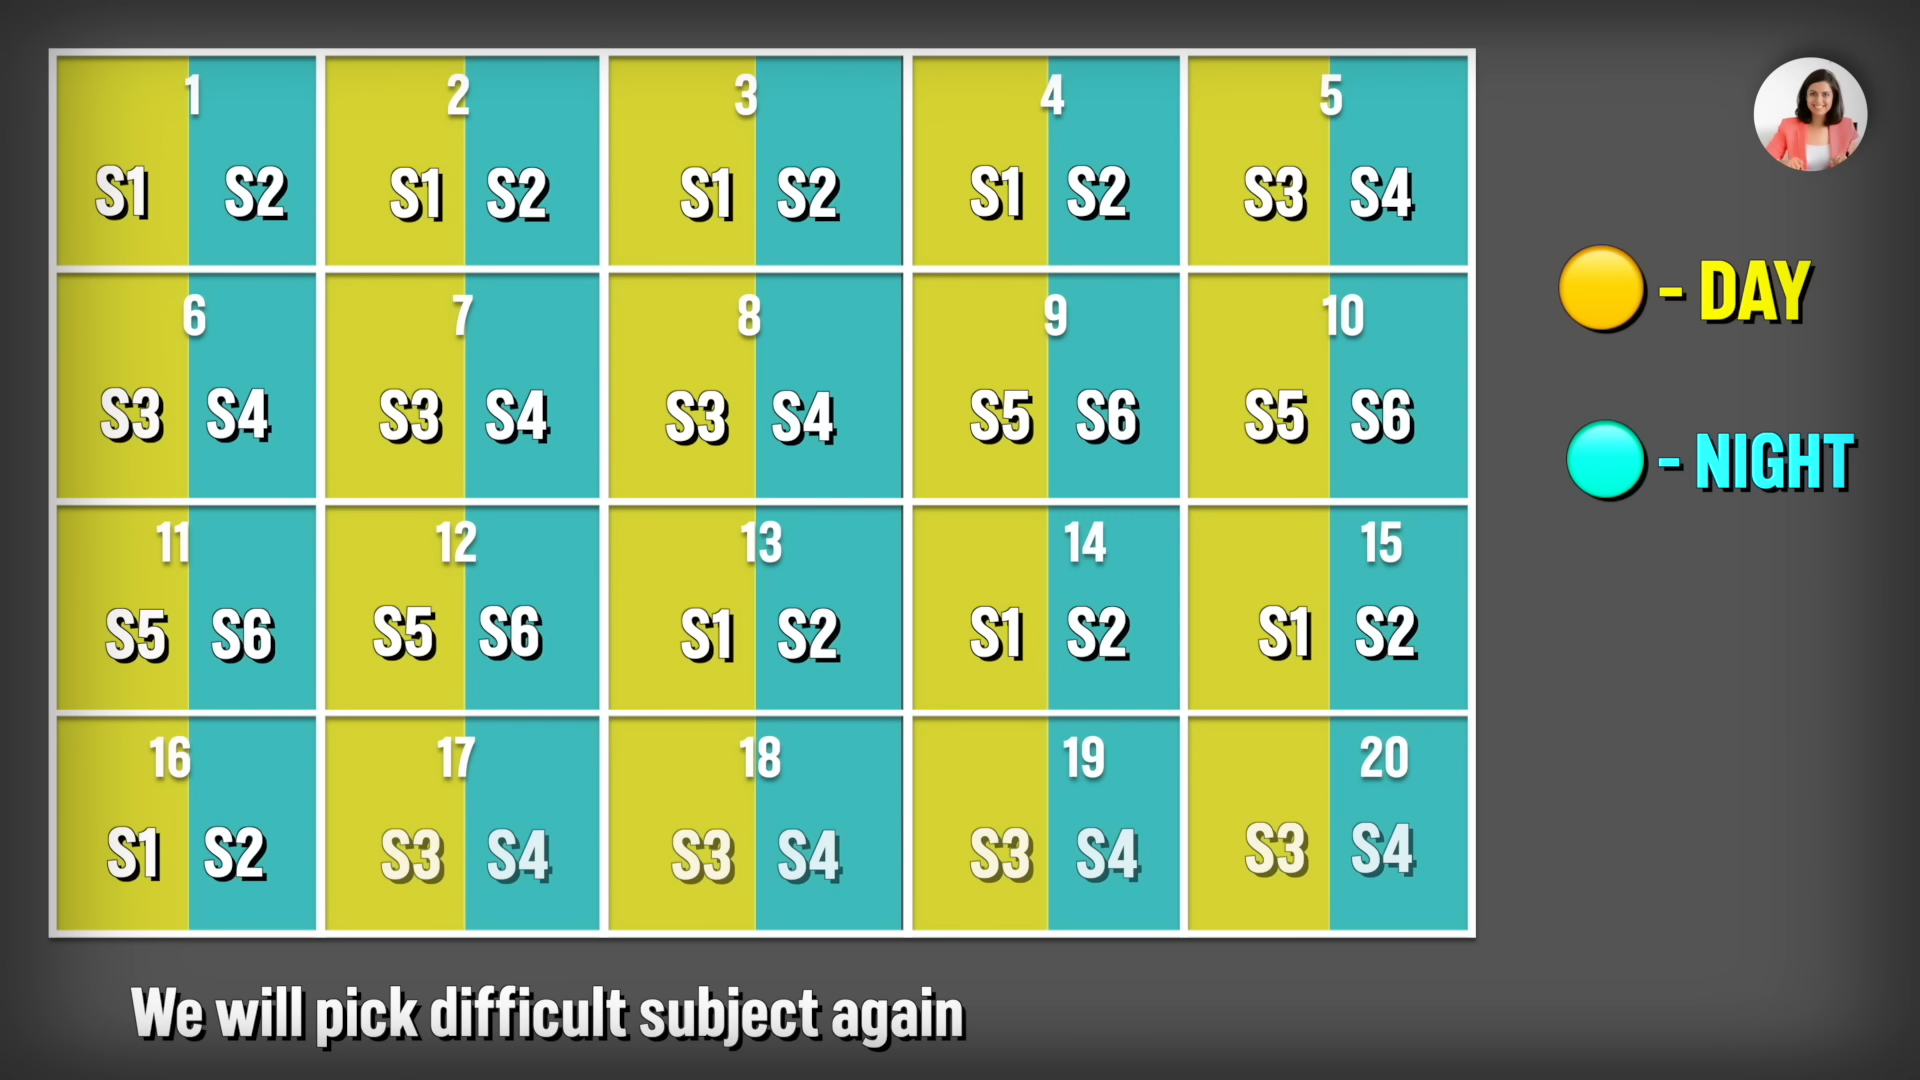 1 2 3 4 5
S1 S2 S1 S2 S1 S2 S1 S2 S3 S4
6 7 8 9 10
S3 S4 S3 S4 S3 S4 S5 S6 S5 S6
11 12 13 14 15
S5 S6 S5 S6 S1 S2 S1 S2 S1 S2
16 17 18 19 20
S1 S2 S3 S4 S3 S4 S3 S4 S3 S4
- DAY
- NIGHT
We will pick difficult subject again